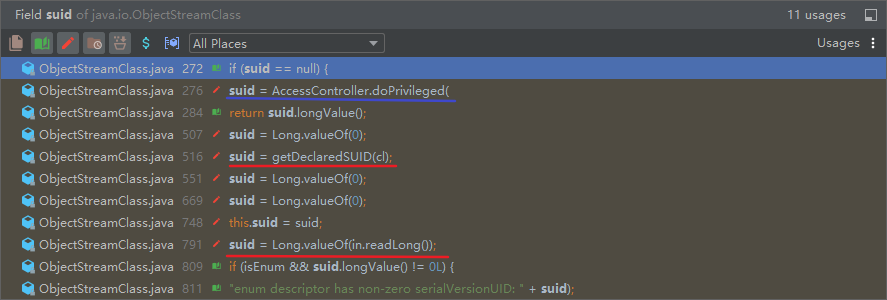 Field suid of java.io.ObjectStreamClass 11 usages
$ All Places Usages
ObjectStreamClass.java 272 if (suid == null) {
ObjectStreamClass.java 276 suid = AccessController.doPrivileged(
ObjectStreamClass.java 284 return suid.longValue();
ObjectStreamClass.java 507 suid = Long.valueOf(0);
ObjectStreamClass.java 516 suid = getDeclaredSUID(cl);
ObjectStreamClass.java 551 suid = Long.valueOf(0);
ObjectStreamClass.java 669 suid = Long.valueOf(0);
ObjectStreamClass.java 748 this.suid = suid;
ObjectStreamClass.java 791 suid = Long.valueOf(in.readLong());
ObjectStreamClass.java 809 if (isEnum && suid.longValue() != 0L) {
ObjectStreamClass.java 811 "enum descriptor has non-zero serialVersionUID: " + suid);